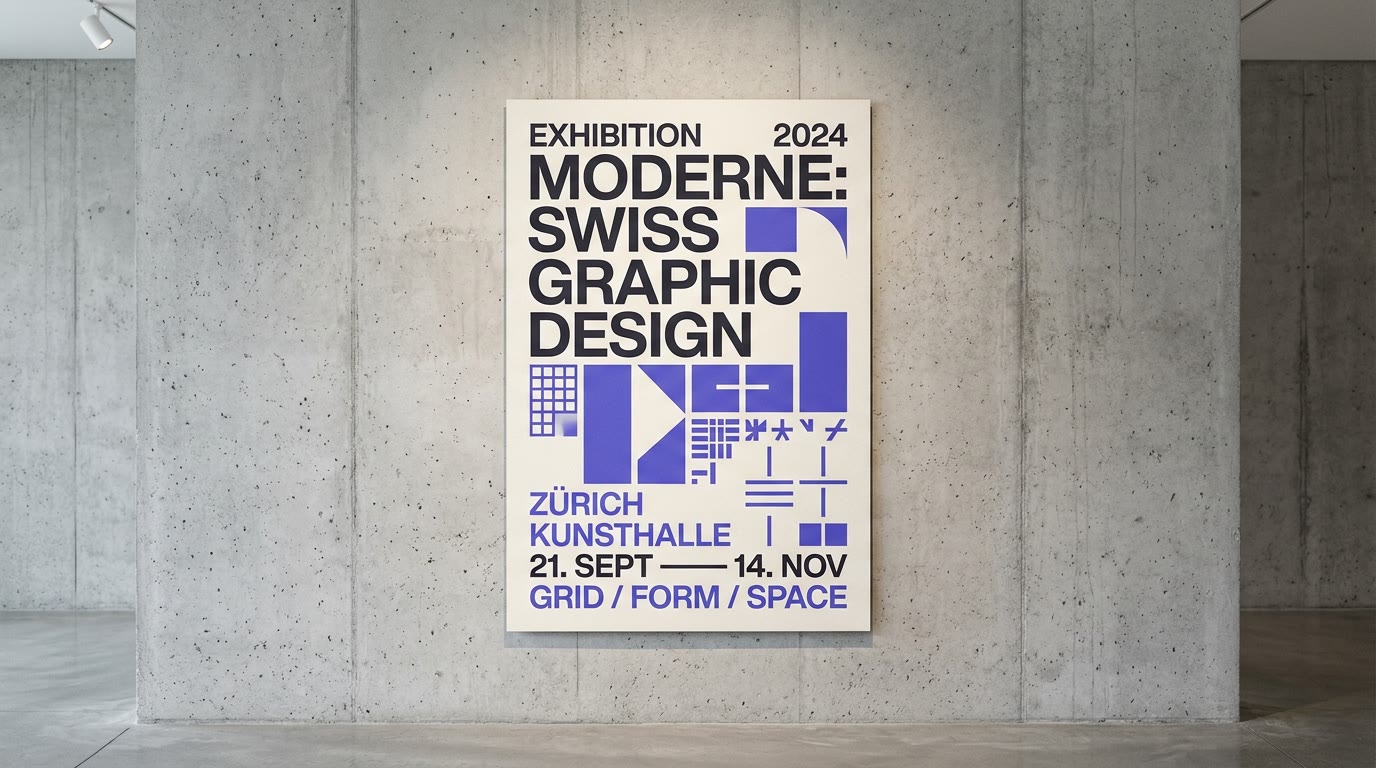 EXHIBITION 2024
MODERNE:
SWISS
GRAPHIC
DESIGN
ZÜRICH
KUNSTHALLE
21. SEPT — 14. NOV
GRID / FORM / SPACE